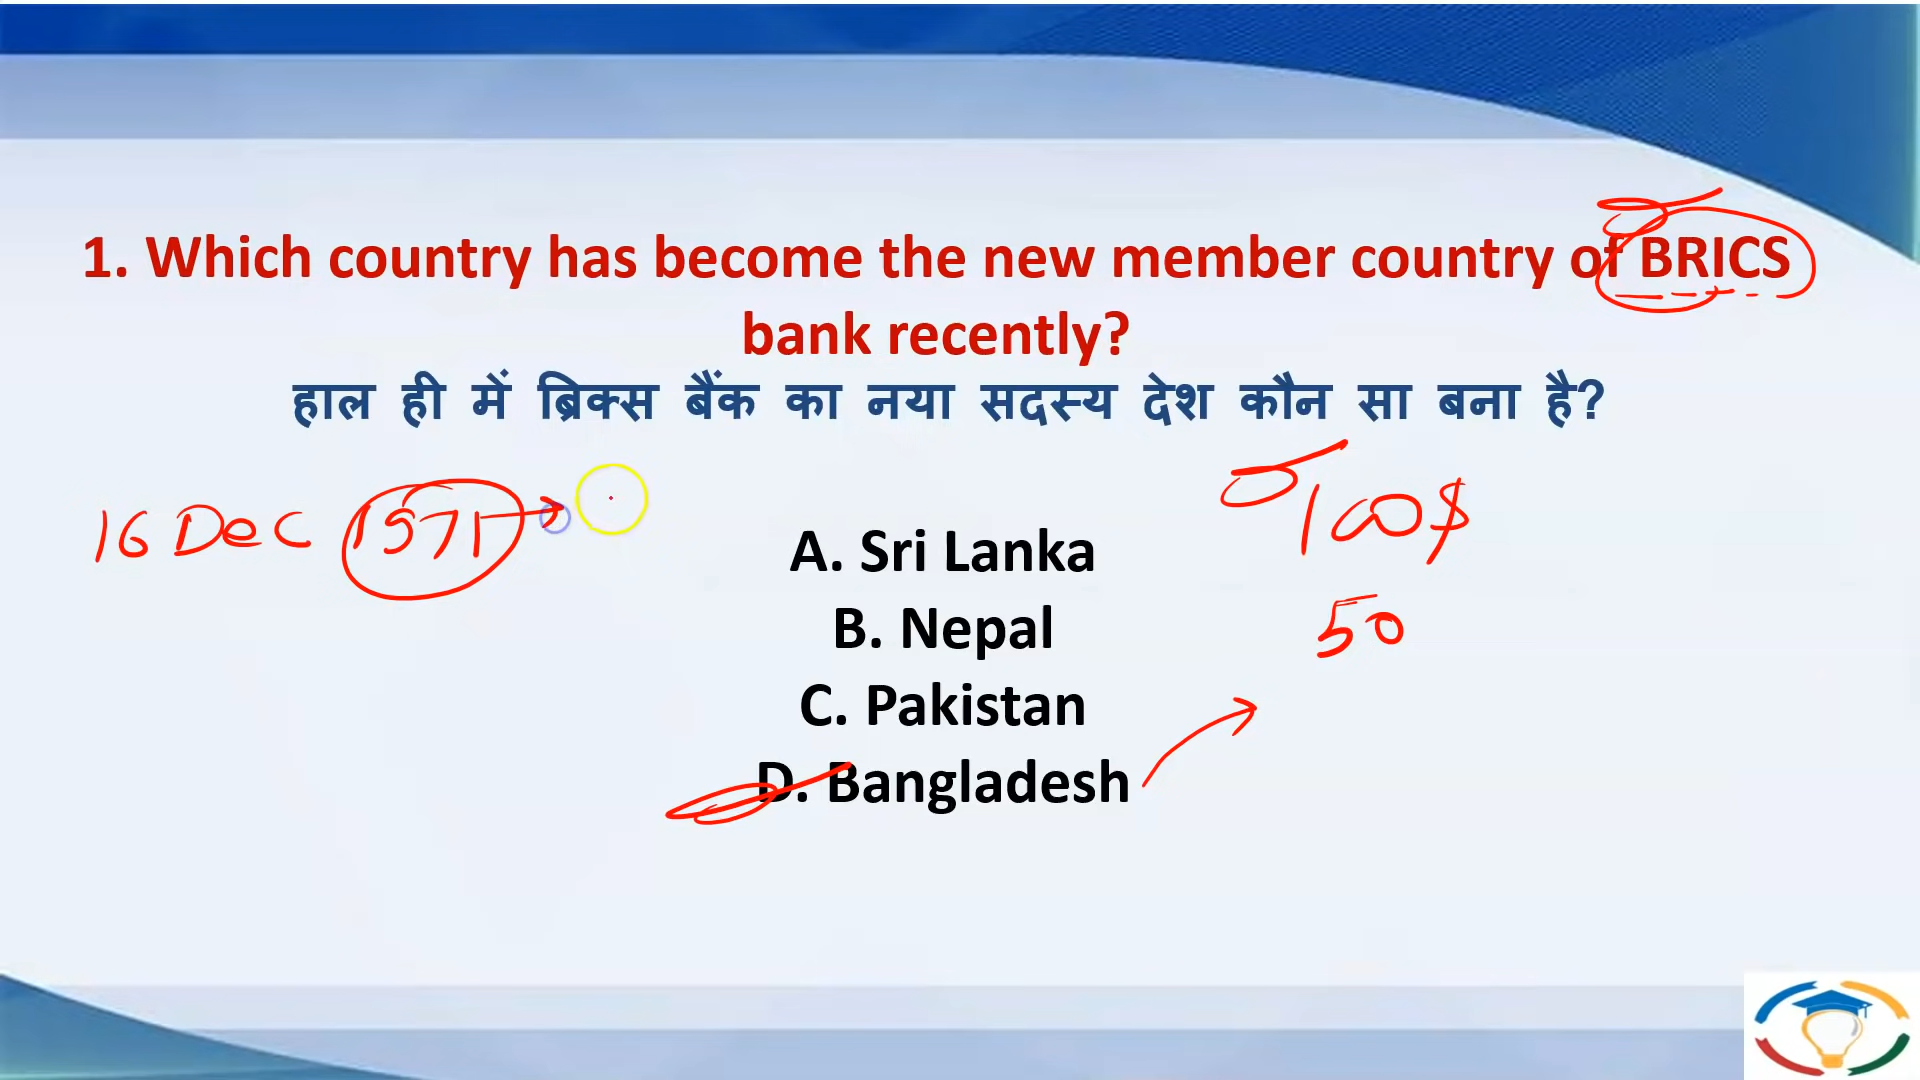 1. Which country has become the new member country of BRICS
bank recently?
हाल ही में ब्रिक्स बैंक का नया सदस्य देश कौन सा बना है?
16 Dec 1971
100$
A. Sri Lanka
B. Nepal
50
C. Pakistan
D. Bangladesh